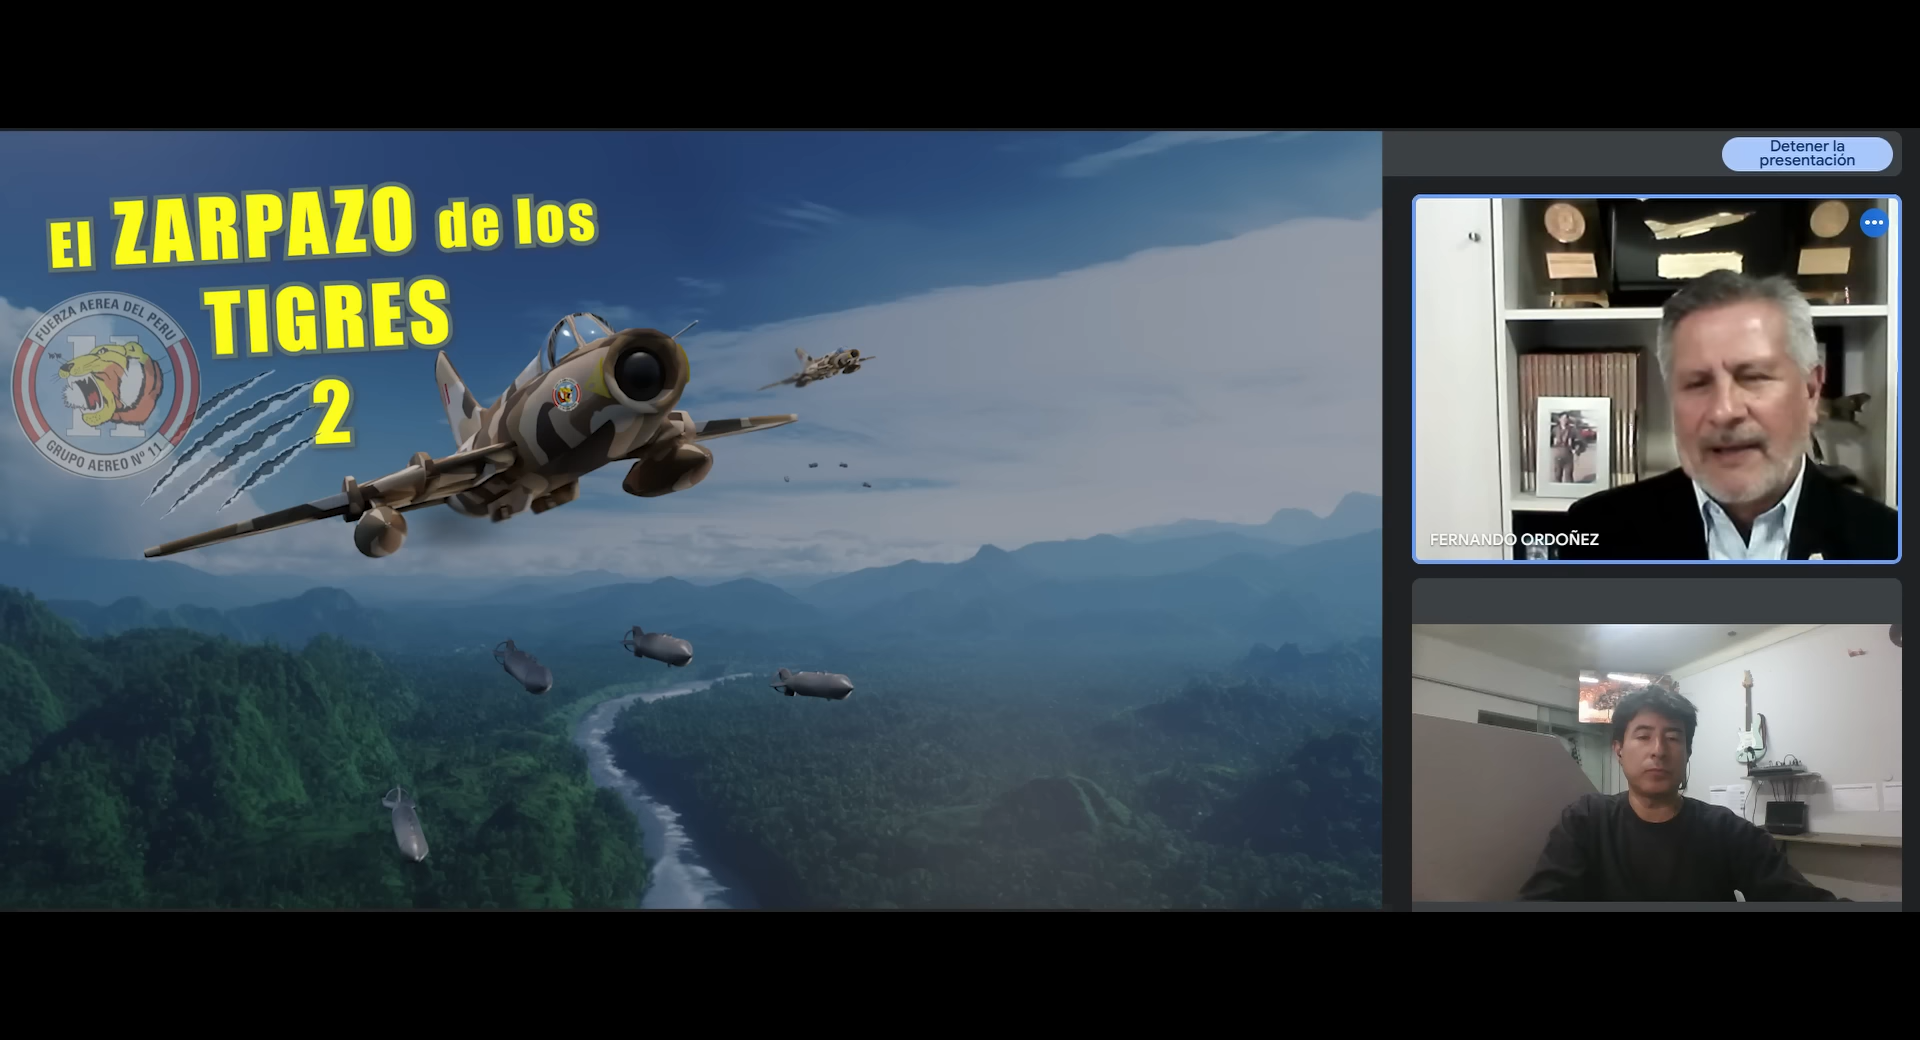 El ZARPAZO de los
TIGRES
2
FUERZA AEREA DEL PERU
II
GRUPO AEREO Nº 11
Detener la
presentación
FERNANDO ORDOÑEZ